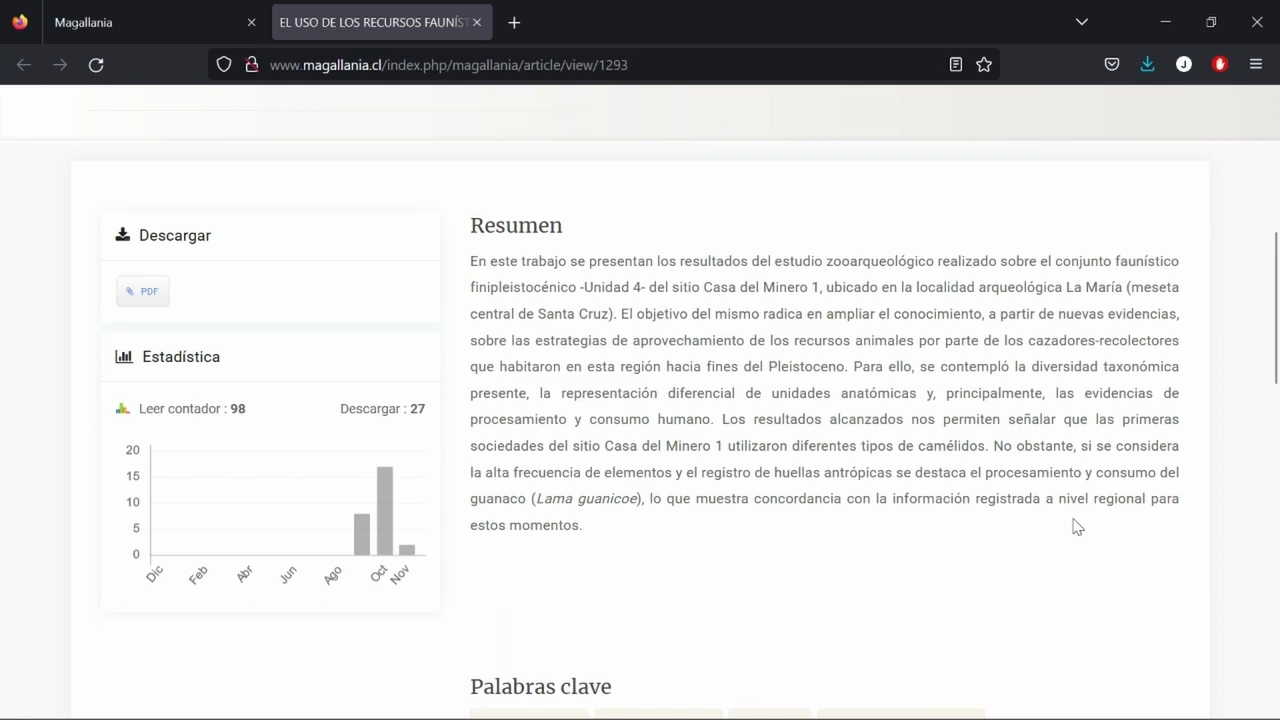 Magallania
EL USO DE LOS RECURSOS FAUNÍST
www.magallania.cl/index.php/magallania/article/view/1293
J
Descargar
PDF
Estadística
Leer contador : 98
Descargar : 27
20
15
10
5
0
Dic
Feb
Abr
Jun
Ago
Oct
Nov
Resumen
En este trabajo se presentan los resultados del estudio zooarqueológico realizado sobre el conjunto faunístico
finipleistocénico -Unidad 4- del sitio Casa del Minero 1, ubicado en la localidad arqueológica La María (meseta
central de Santa Cruz). El objetivo del mismo radica en ampliar el conocimiento, a partir de nuevas evidencias,
sobre las estrategias de aprovechamiento de los recursos animales por parte de los cazadores-recolectores
que habitaron en esta región hacia fines del Pleistoceno. Para ello, se contempló la diversidad taxonómica
presente, la representación diferencial de unidades anatómicas y, principalmente, las evidencias de
procesamiento y consumo humano. Los resultados alcanzados nos permiten señalar que las primeras
sociedades del sitio Casa del Minero 1 utilizaron diferentes tipos de camélidos. No obstante, si se considera
la alta frecuencia de elementos y el registro de huellas antrópicas se destaca el procesamiento y consumo del
guanaco (Lama guanicoe), lo que muestra concordancia con la información registrada a nivel regional para
estos momentos.
Palabras clave